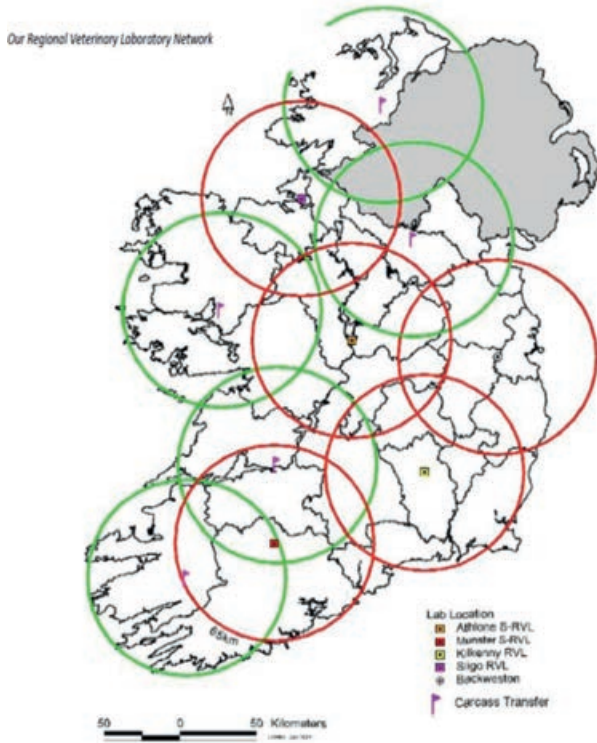 Our Regional Veterinary Laboratory Network
65km
Lab Location
Athlone S-RVL
Munster S-RVL
Kilkenny RVL
Sligo RVL
Backweston
Carcass Transfer
50 0 50 Kilometers